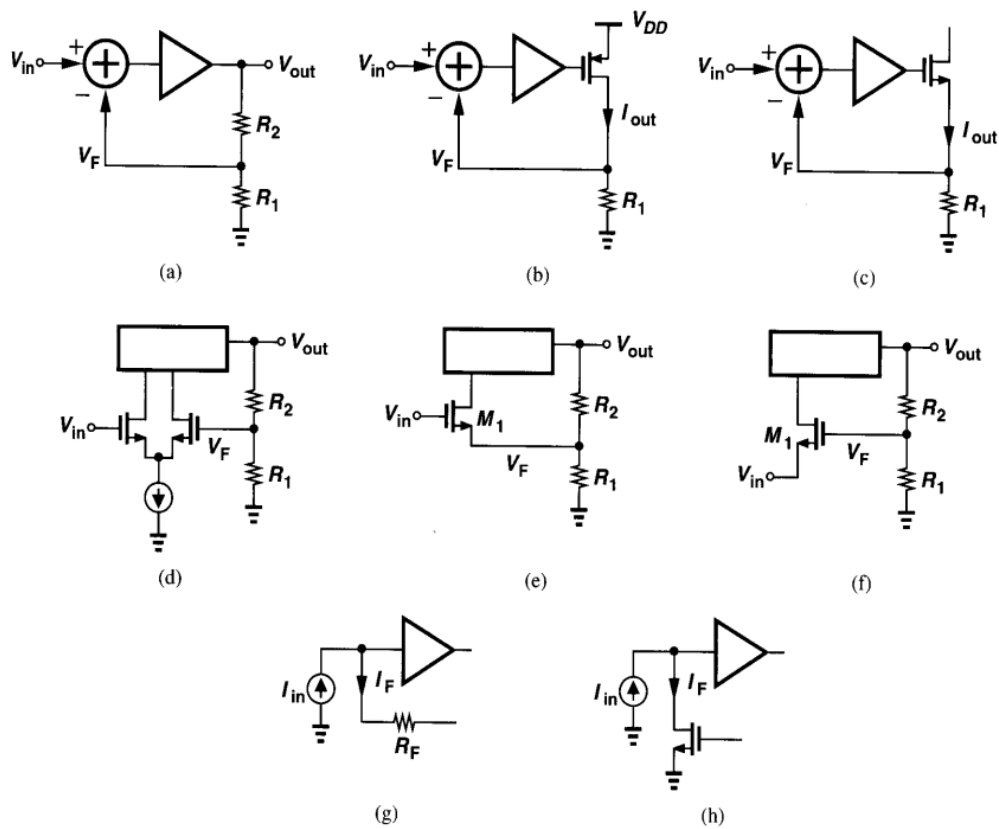 V_in + − V_F V_out R_2 R_1
(a)
V_in + − V_F V_DD I_out R_1
(b)
V_in + − V_F I_out R_1
(c)
V_in V_F V_out R_2 R_1
(d)
V_in M_1 V_F V_out R_2 R_1
(e)
V_in M_1 V_F V_out R_2 R_1
(f)
I_in I_F R_F
(g)
I_in I_F
(h)